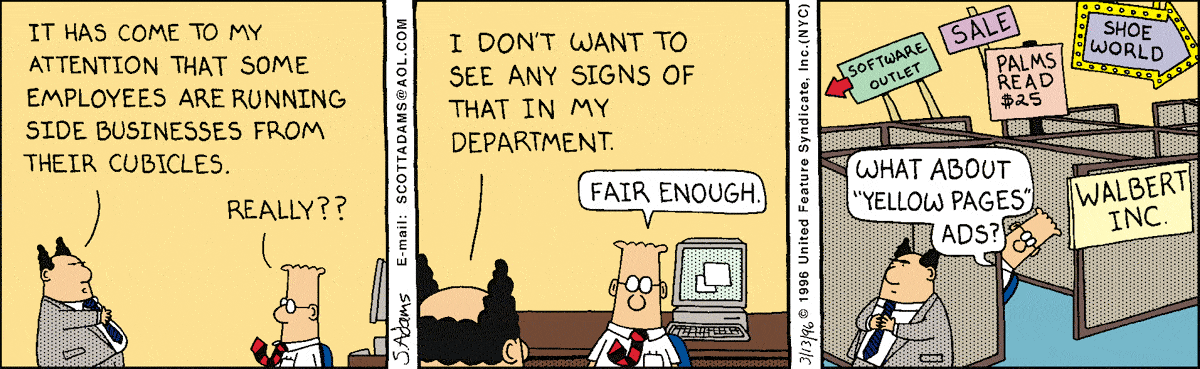 IT HAS COME TO MY
ATTENTION THAT SOME
EMPLOYEES ARE RUNNING
SIDE BUSINESSES FROM
THEIR CUBICLES.
REALLY??
S.Adams
E-mail: SCOTTADAMS@AOL.COM
I DON'T WANT TO
SEE ANY SIGNS OF
THAT IN MY
DEPARTMENT.
FAIR ENOUGH.
3/13/96 © 1996 United Feature Syndicate, Inc.(NYC)
SOFTWARE
OUTLET
SALE
PALMS
READ
$25
SHOE
WORLD
WHAT ABOUT
"YELLOW PAGES"
ADS?
WALBERT
INC.